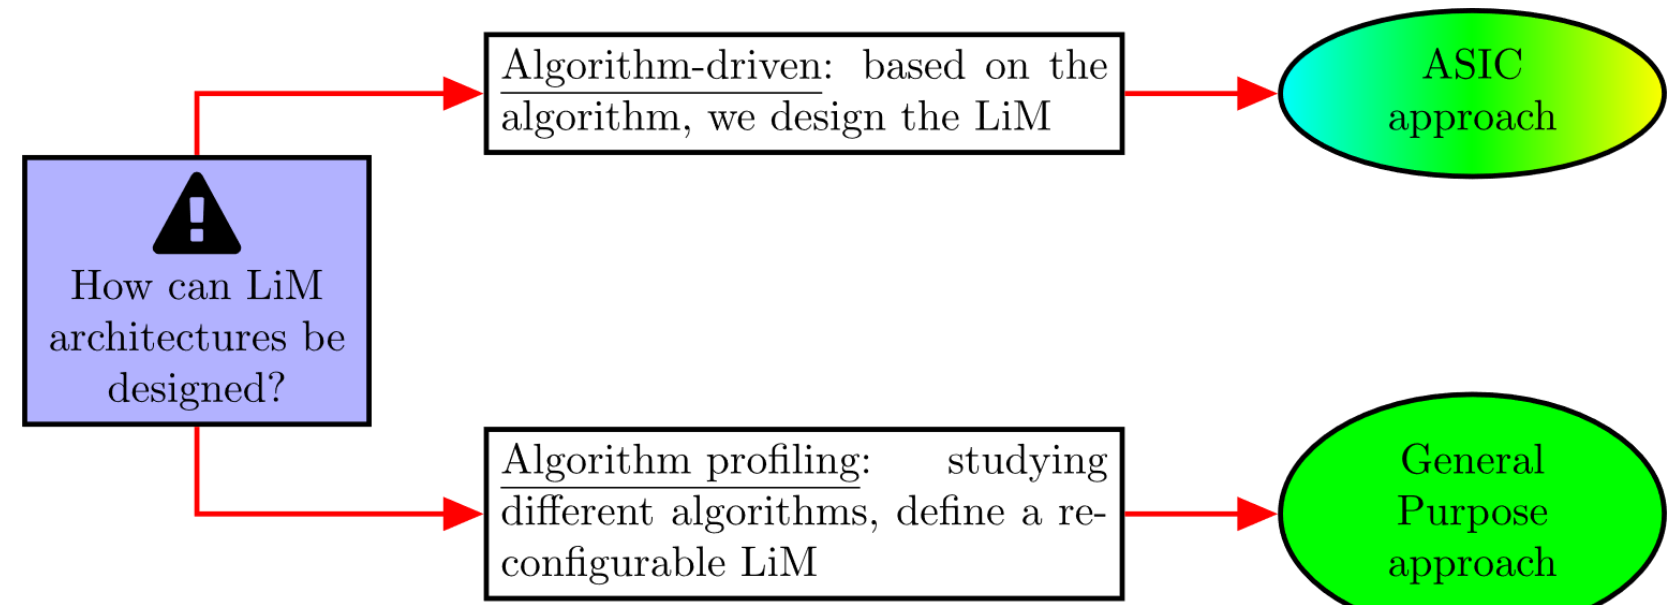 Algorithm-driven: based on the
algorithm, we design the LiM
ASIC
approach
How can LiM
architectures be
designed?
Algorithm profiling: studying
different algorithms, define a re-
configurable LiM
General
Purpose
approach